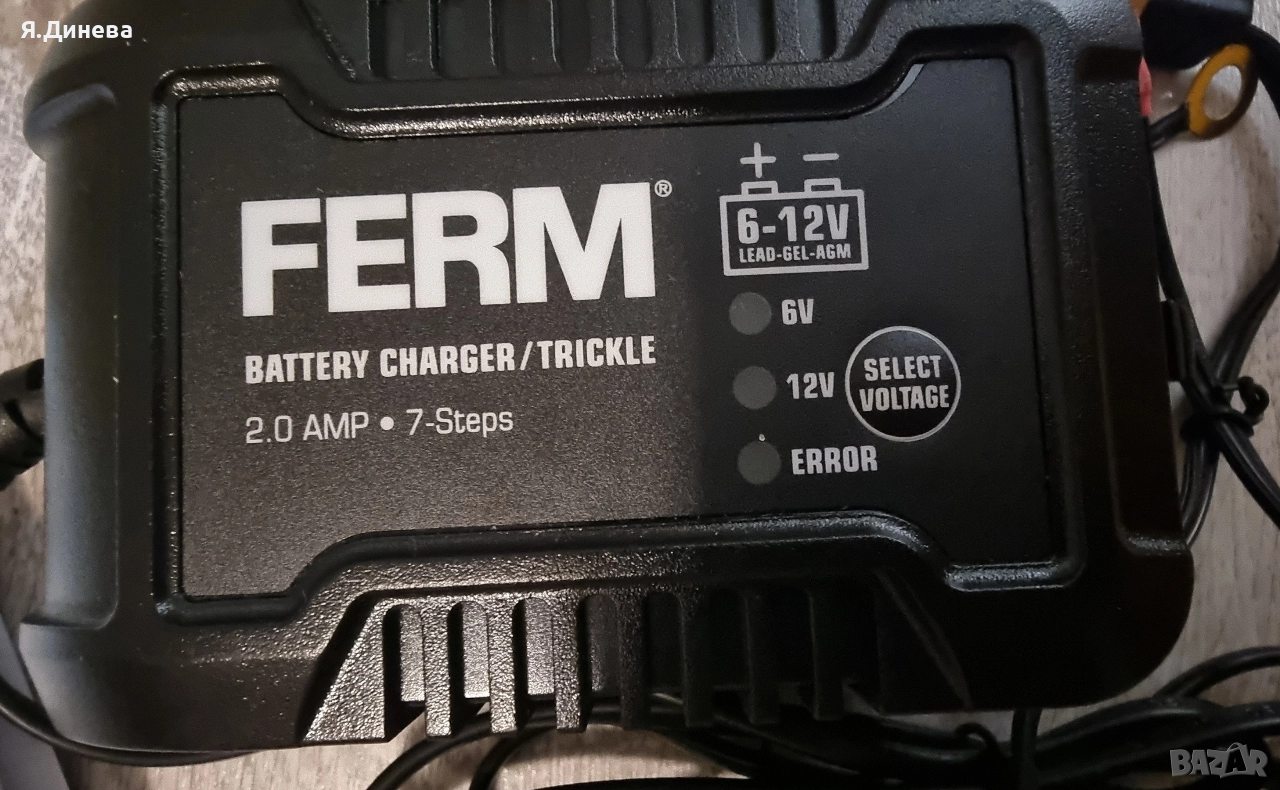 Я.Динева
FERM®
BATTERY CHARGER/TRICKLE
2.0 AMP • 7-Steps
+ −
6-12V
LEAD-GEL-AGM
6V
12V
SELECT
VOLTAGE
ERROR
BAZAR